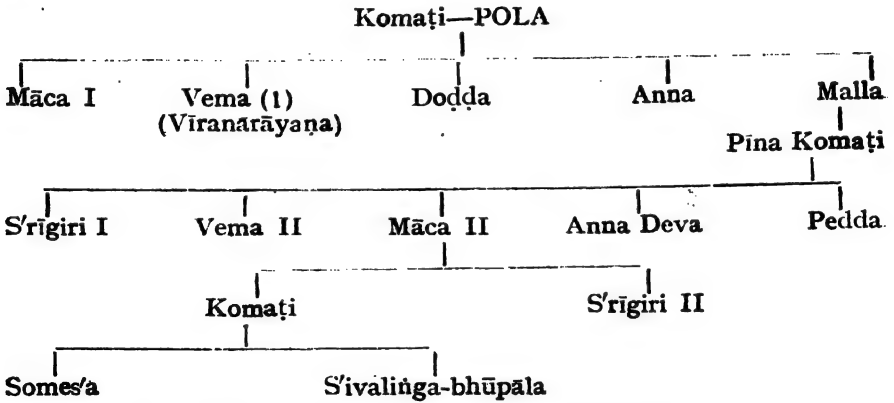 Komaṭi—POLA
Māca I Vema (1) Doḍḍa Anna Malla
(Vīranārāyaṇa)
Pīna Komaṭi
S'rīgiri I Vema II Māca II Anna Deva Pedda
Komaṭi S'rīgiri II
Somes'a S'ivaliṅga-bhūpāla